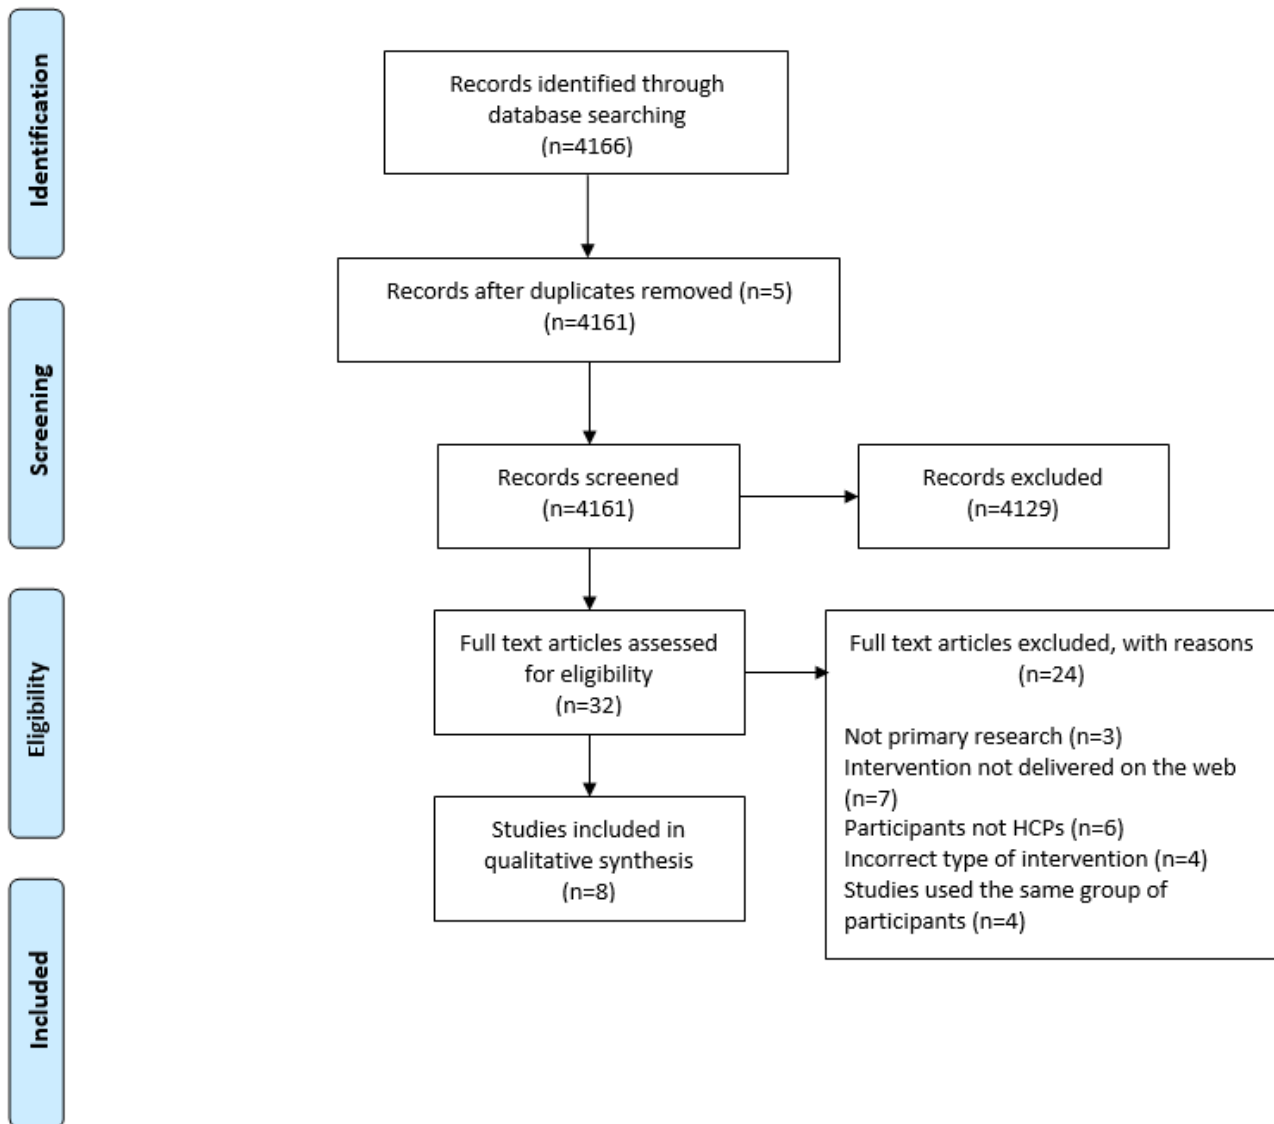 Identification
Records identified through
database searching
(n=4166)
Records after duplicates removed (n=5)
(n=4161)
Screening
Records screened
(n=4161)
Records excluded
(n=4129)
Eligibility
Full text articles assessed
for eligibility
(n=32)
Full text articles excluded, with reasons
(n=24)
Not primary research (n=3)
Intervention not delivered on the web
(n=7)
Participants not HCPs (n=6)
Incorrect type of intervention (n=4)
Studies used the same group of
participants (n=4)
Studies included in
qualitative synthesis
(n=8)
Included